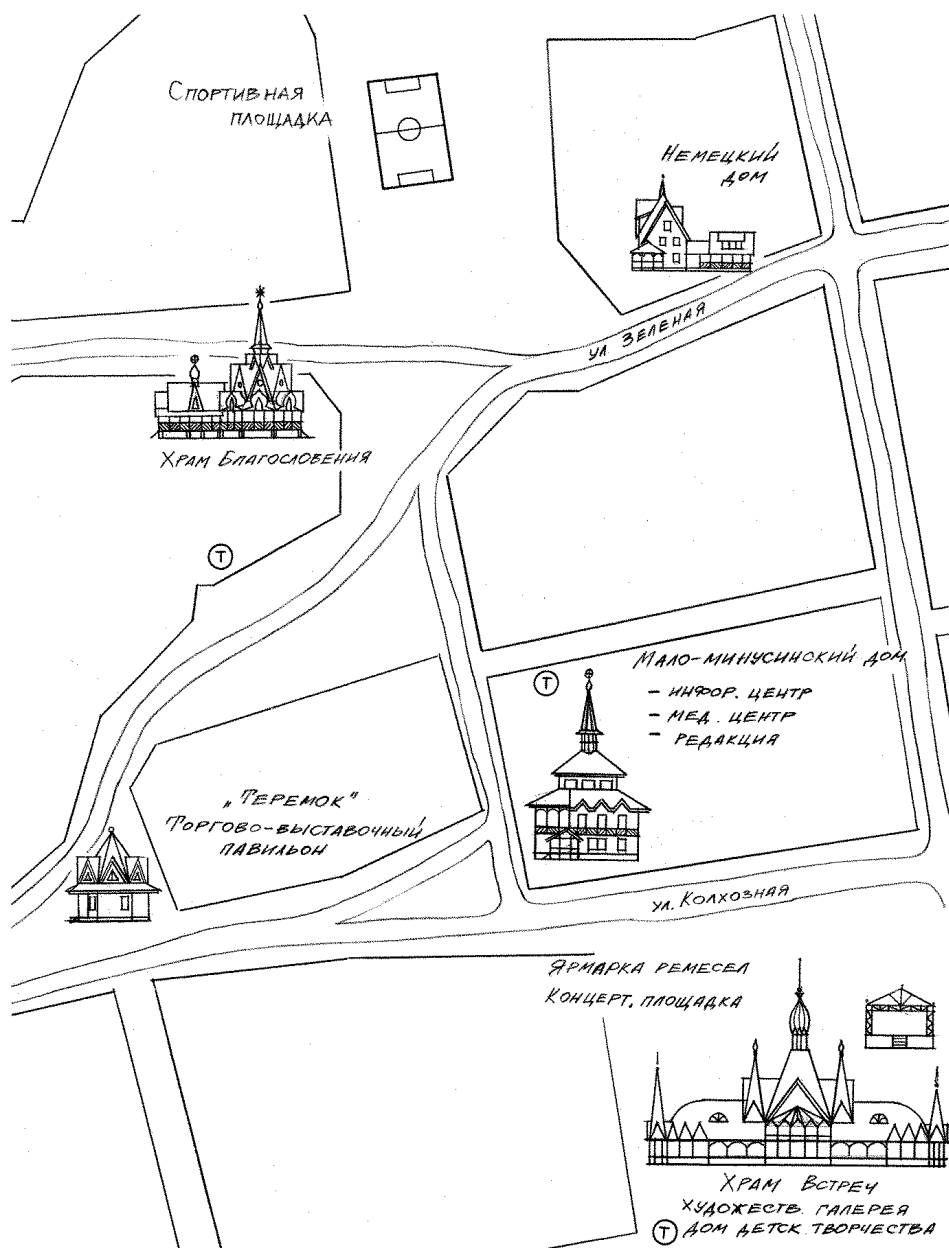 Спортивная
площадка
Немецкий
дом
ул. Зеленая
Храм Благословения
Т
Т
Мало-Минусинский дом
- инфор. центр
- мед. центр
- редакция
„Теремок"
Торгово-выставочный
павильон
ул. Колхозная
Ярмарка ремесел
Концерт. площадка
Храм Встреч
художеств. галерея
Т дом детск. творчества